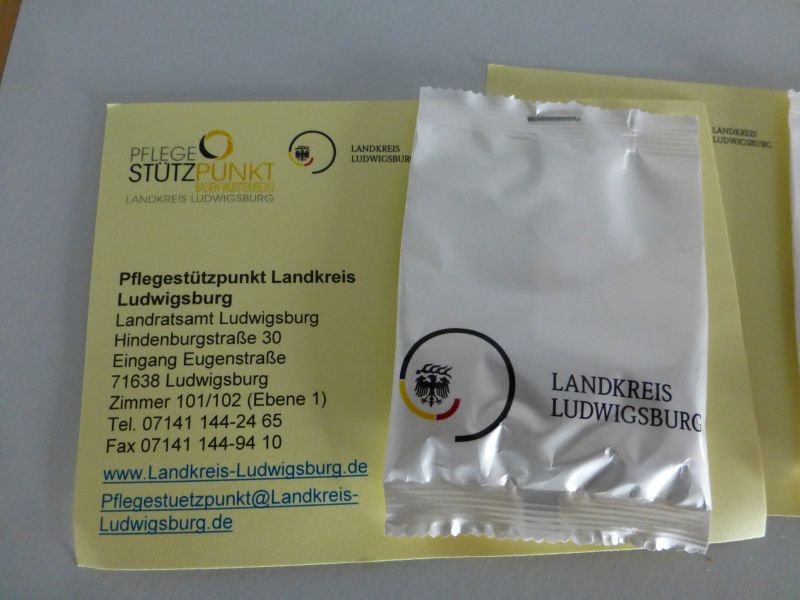 PFLEGE
STÜTZPUNKT
BADEN-WÜRTTEMBERG
LANDKREIS LUDWIGSBURG
LANDKREIS
LUDWIGSBURG
Pflegestützpunkt Landkreis
Ludwigsburg
Landratsamt Ludwigsburg
Hindenburgstraße 30
Eingang Eugenstraße
71638 Ludwigsburg
Zimmer 101/102 (Ebene 1)
Tel. 07141 144-24 65
Fax 07141 144-94 10
www.Landkreis-Ludwigsburg.de
Pflegestuetzpunkt@Landkreis-
Ludwigsburg.de
LANDKREIS
LUDWIGSBURG
LANDKREIS
LUDWIGSBURG